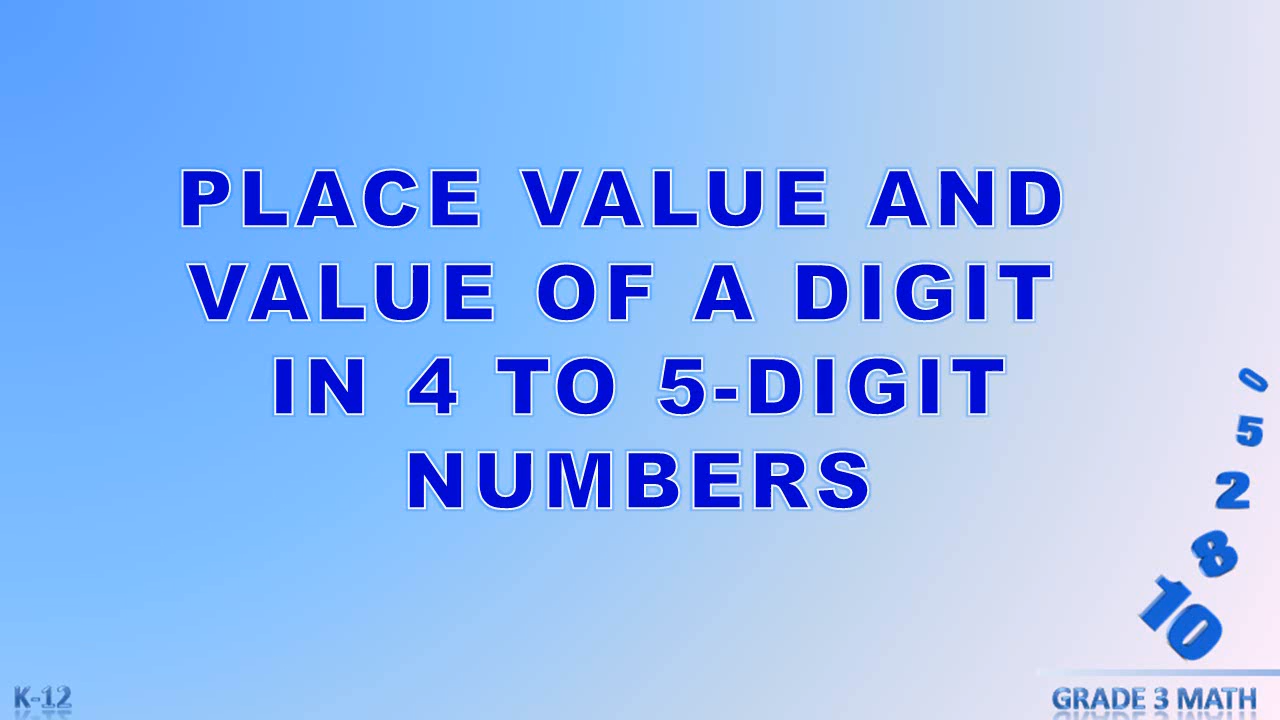 PLACE VALUE AND
VALUE OF A DIGIT
IN 4 TO 5-DIGIT
NUMBERS
0
5
2
8
10
K-12
GRADE 3 MATH